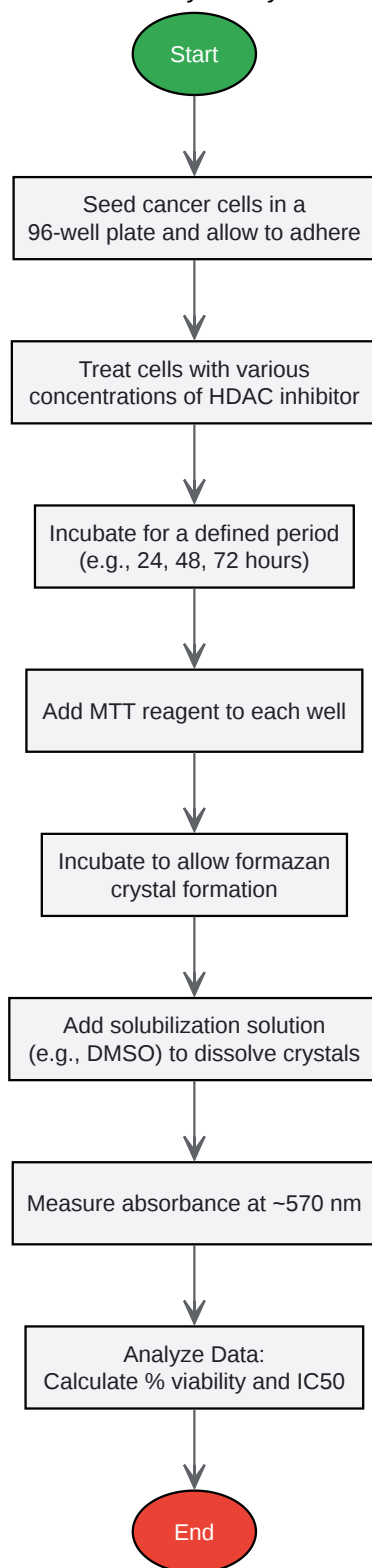 Start
Seed cancer cells in a
96-well plate and allow to adhere
Treat cells with various
concentrations of HDAC inhibitor
Incubate for a defined period
(e.g., 24, 48, 72 hours)
Add MTT reagent to each well
Incubate to allow formazan
crystal formation
Add solubilization solution
(e.g., DMSO) to dissolve crystals
Measure absorbance at ~570 nm
Analyze Data:
Calculate % viability and IC50
End